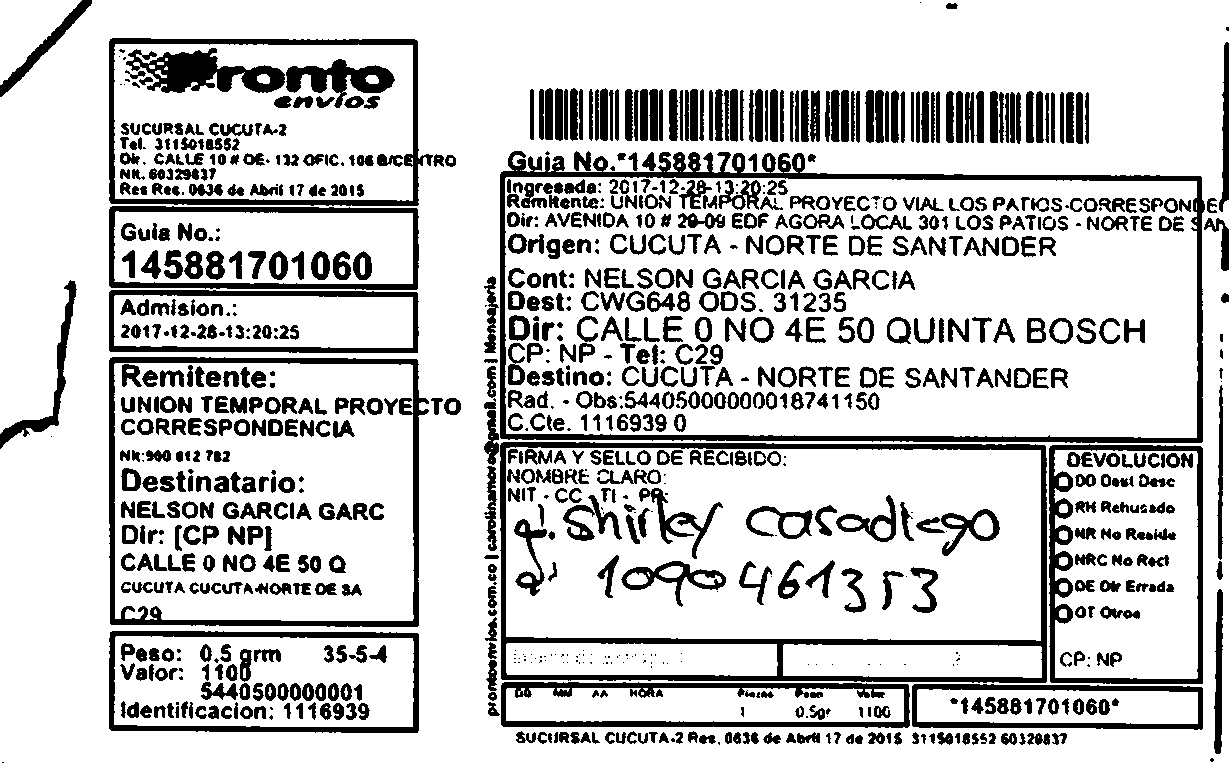 Pronto
envíos
SUCURSAL CUCUTA-2
Tel. 3115018552
Dir. CALLE 10 # OE- 132 OFIC. 106 B/CENTRO
Nit. 60329837
Res Res. 0636 de Abril 17 de 2015
Guia No.:
145881701060
Admision.:
2017-12-28-13:20:25
Remitente:
UNION TEMPORAL PROYECTO
CORRESPONDENCIA
Nit:900 812 782
Destinatario:
NELSON GARCIA GARC
Dir: [CP NP]
CALLE 0 NO 4E 50 Q
CUCUTA CUCUTA-NORTE DE SA
C29
Peso: 0.5 grm 35-5-4
Valor: 1100
5440500000001
Identificacion: 1116939
prontoenvios.com.co | carolinamora@gmail.com | Mensajeria
Guia No.*145881701060*
Ingresada: 2017-12-28-13:20:25
Remitente: UNION TEMPORAL PROYECTO VIAL LOS PATIOS-CORRESPONDE
Dir: AVENIDA 10 # 29-09 EDF AGORA LOCAL 301 LOS PATIOS - NORTE DE SAN
Origen: CUCUTA - NORTE DE SANTANDER
Cont: NELSON GARCIA GARCIA
Dest: CWG648 ODS. 31235
Dir: CALLE 0 NO 4E 50 QUINTA BOSCH
CP: NP - Tel: C29
Destino: CUCUTA - NORTE DE SANTANDER
Rad. - Obs:54405000000018741150
C.Cte. 1116939 0
FIRMA Y SELLO DE RECIBIDO:
NOMBRE CLARO:
NIT - CC - TI - PR:
Shirley Casadiego
1090461353
DEVOLUCION
DD Dest Desc
RH Rehusado
NR No Reside
NRC No Recl
DE Dir Errada
OT Otros
CP: NP
DD MM AA HORA
Piezas Peso Valor
1 0.5gr 1100
*145881701060*
SUCURSAL CUCUTA-2 Res. 0636 de Abril 17 de 2015 3115018552 60329837